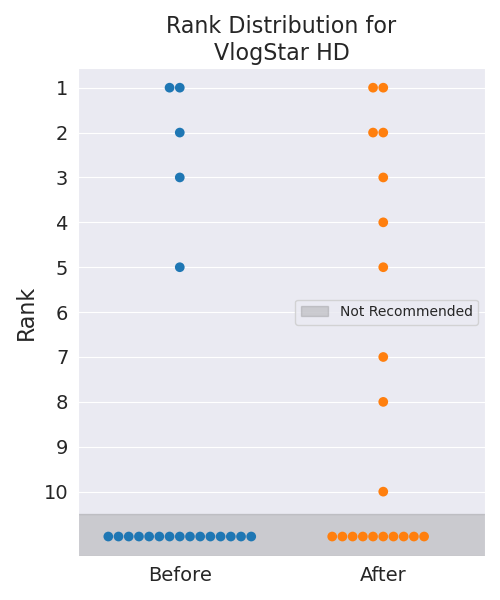 Rank Distribution for
VlogStar HD
1
2
3
4
5
6
7
8
9
10
Rank
Not Recommended
Before
After